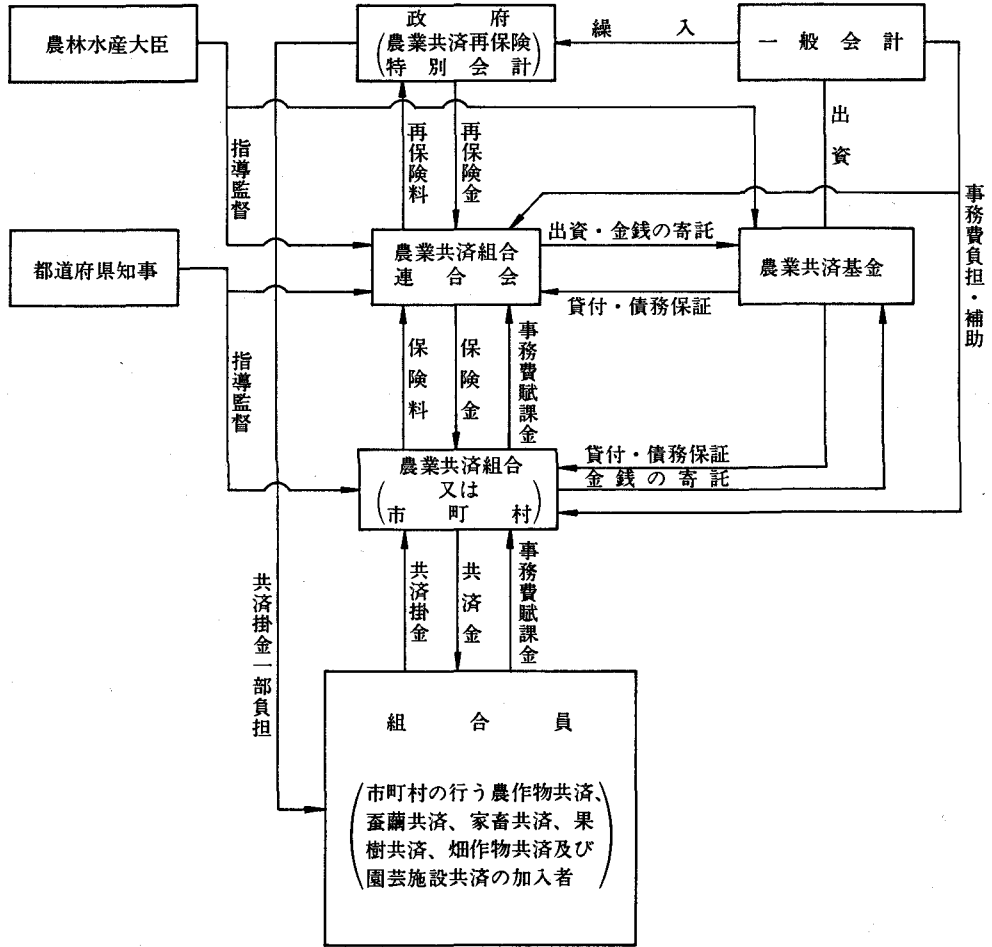 農林水産大臣
政府
(農業共済再保険
特別会計)
繰入
一般会計
指導監督
再保険料
再保険金
出資
事務費負担・補助
都道府県知事
農業共済組合
連合会
出資・金銭の寄託
貸付・債務保証
農業共済基金
指導監督
保険料
保険金
事務費賦課金
農業共済組合
(又は
市町村)
貸付・債務保証
金銭の寄託
共済掛金一部負担
共済掛金
共済金
事務費賦課金
組合員
(市町村の行う農作物共済、
蚕繭共済、家畜共済、果
樹共済、畑作物共済及び
園芸施設共済の加入者)